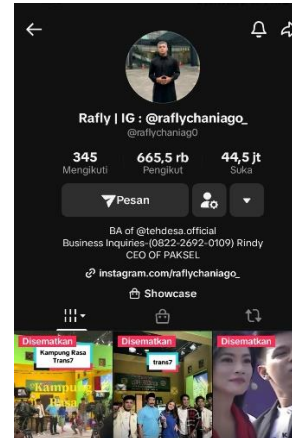 Rafly | IG : @raflychaniago_
@raflychaniag0
345 665,5 rb 44,5 jt
Mengikuti Pengikut Suka
Pesan
BA of @tehdesa.official
Business Inquiries-(0822-2692-0109) Rindy
CEO OF PAKSEL
instagram.com/raflychaniago_
Showcase
Disematkan Disematkan Disematkan
Kampung Rasa
Trans7
trans7
Kampung
Rasa